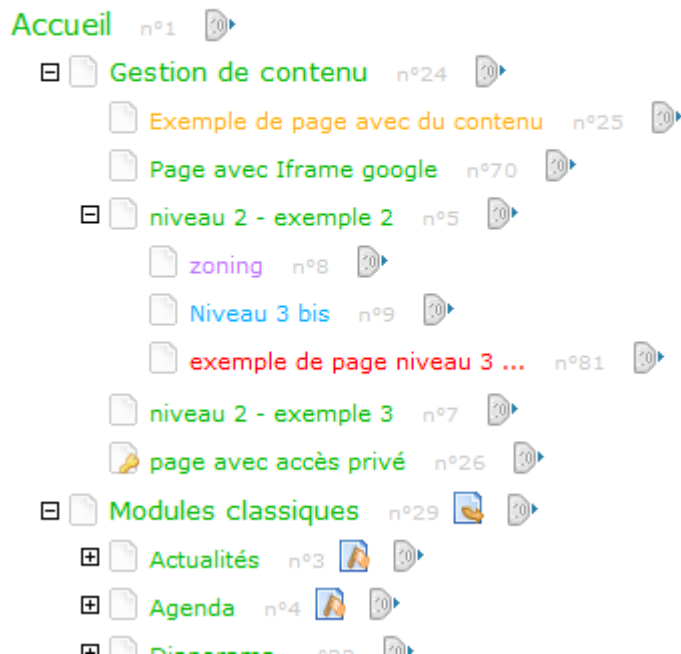 Accueil n°1
Gestion de contenu n°24
Exemple de page avec du contenu n°25
Page avec Iframe google n°70
niveau 2 - exemple 2 n°5
zoning n°8
Niveau 3 bis n°9
exemple de page niveau 3 ... n°81
niveau 2 - exemple 3 n°7
page avec accès privé n°26
Modules classiques n°29
Actualités n°3
Agenda n°4